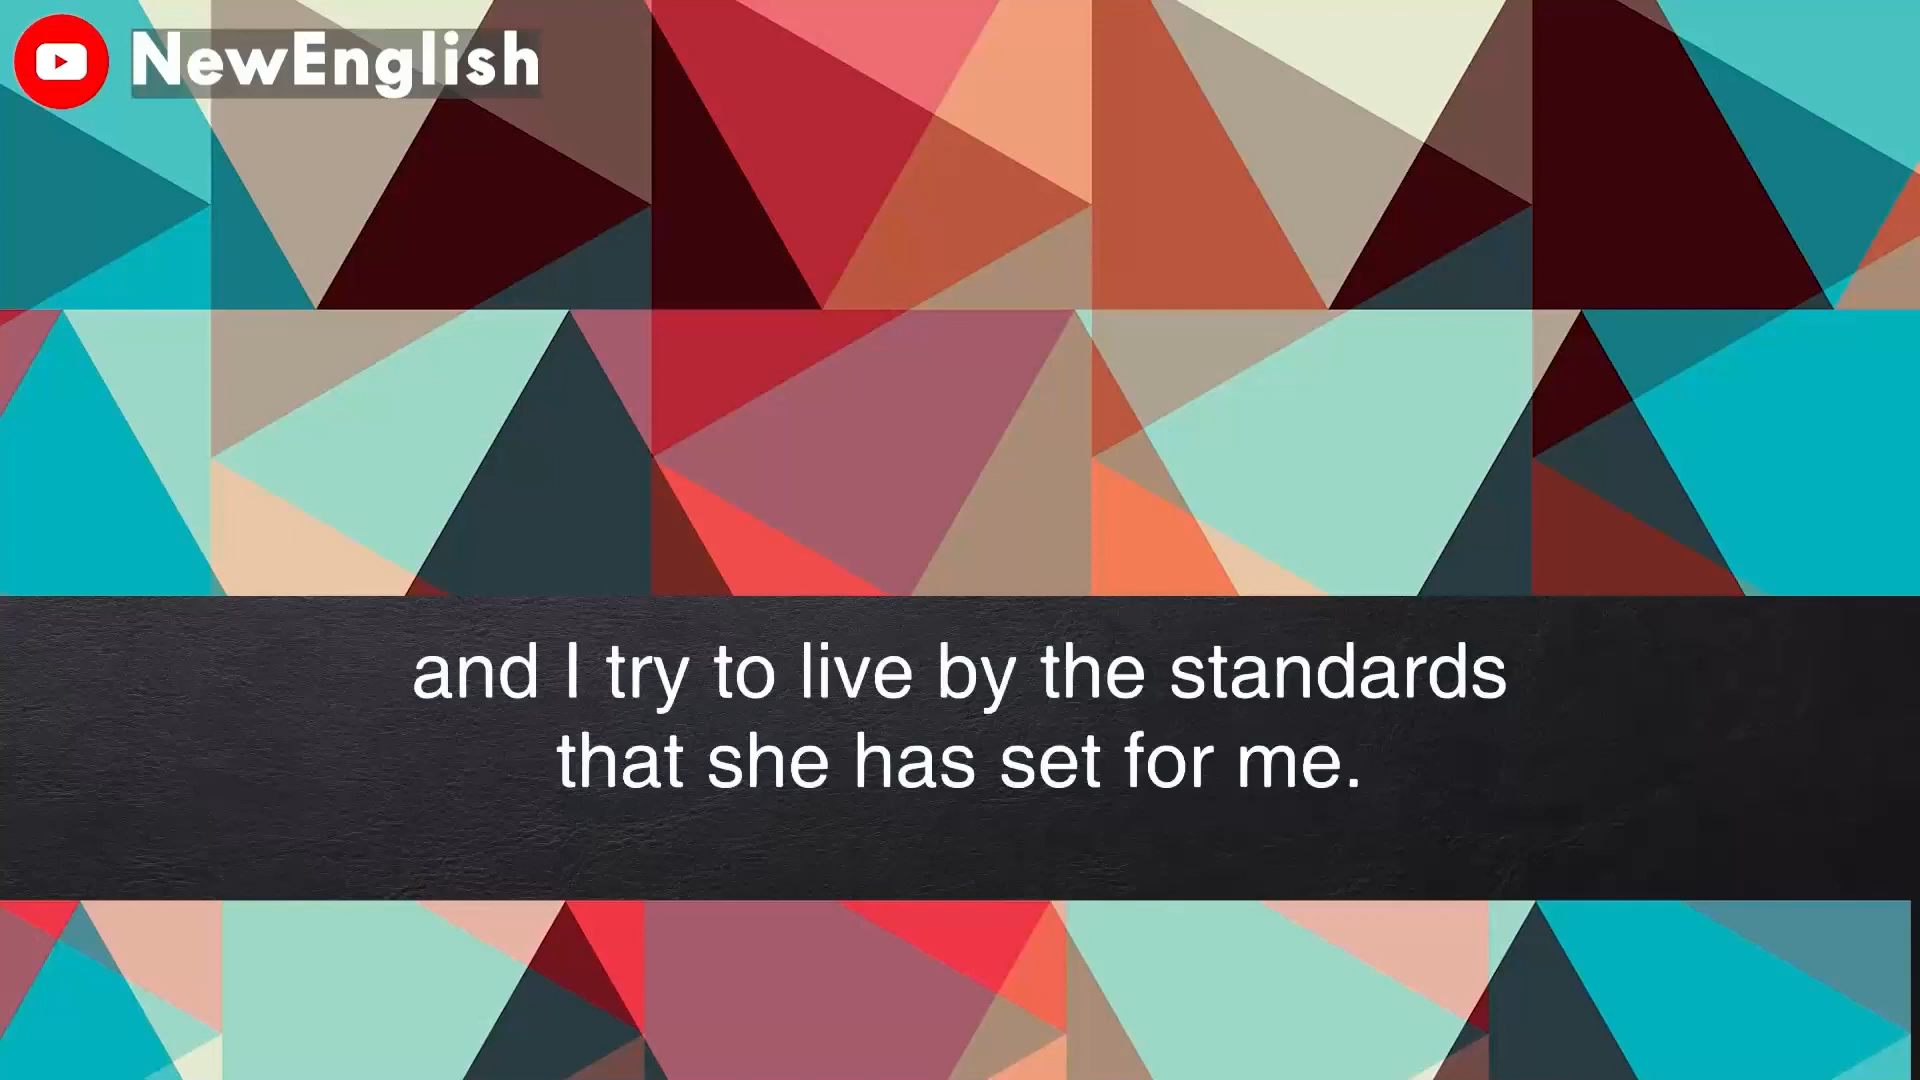 NewEnglish
and I try to live by the standards
that she has set for me.